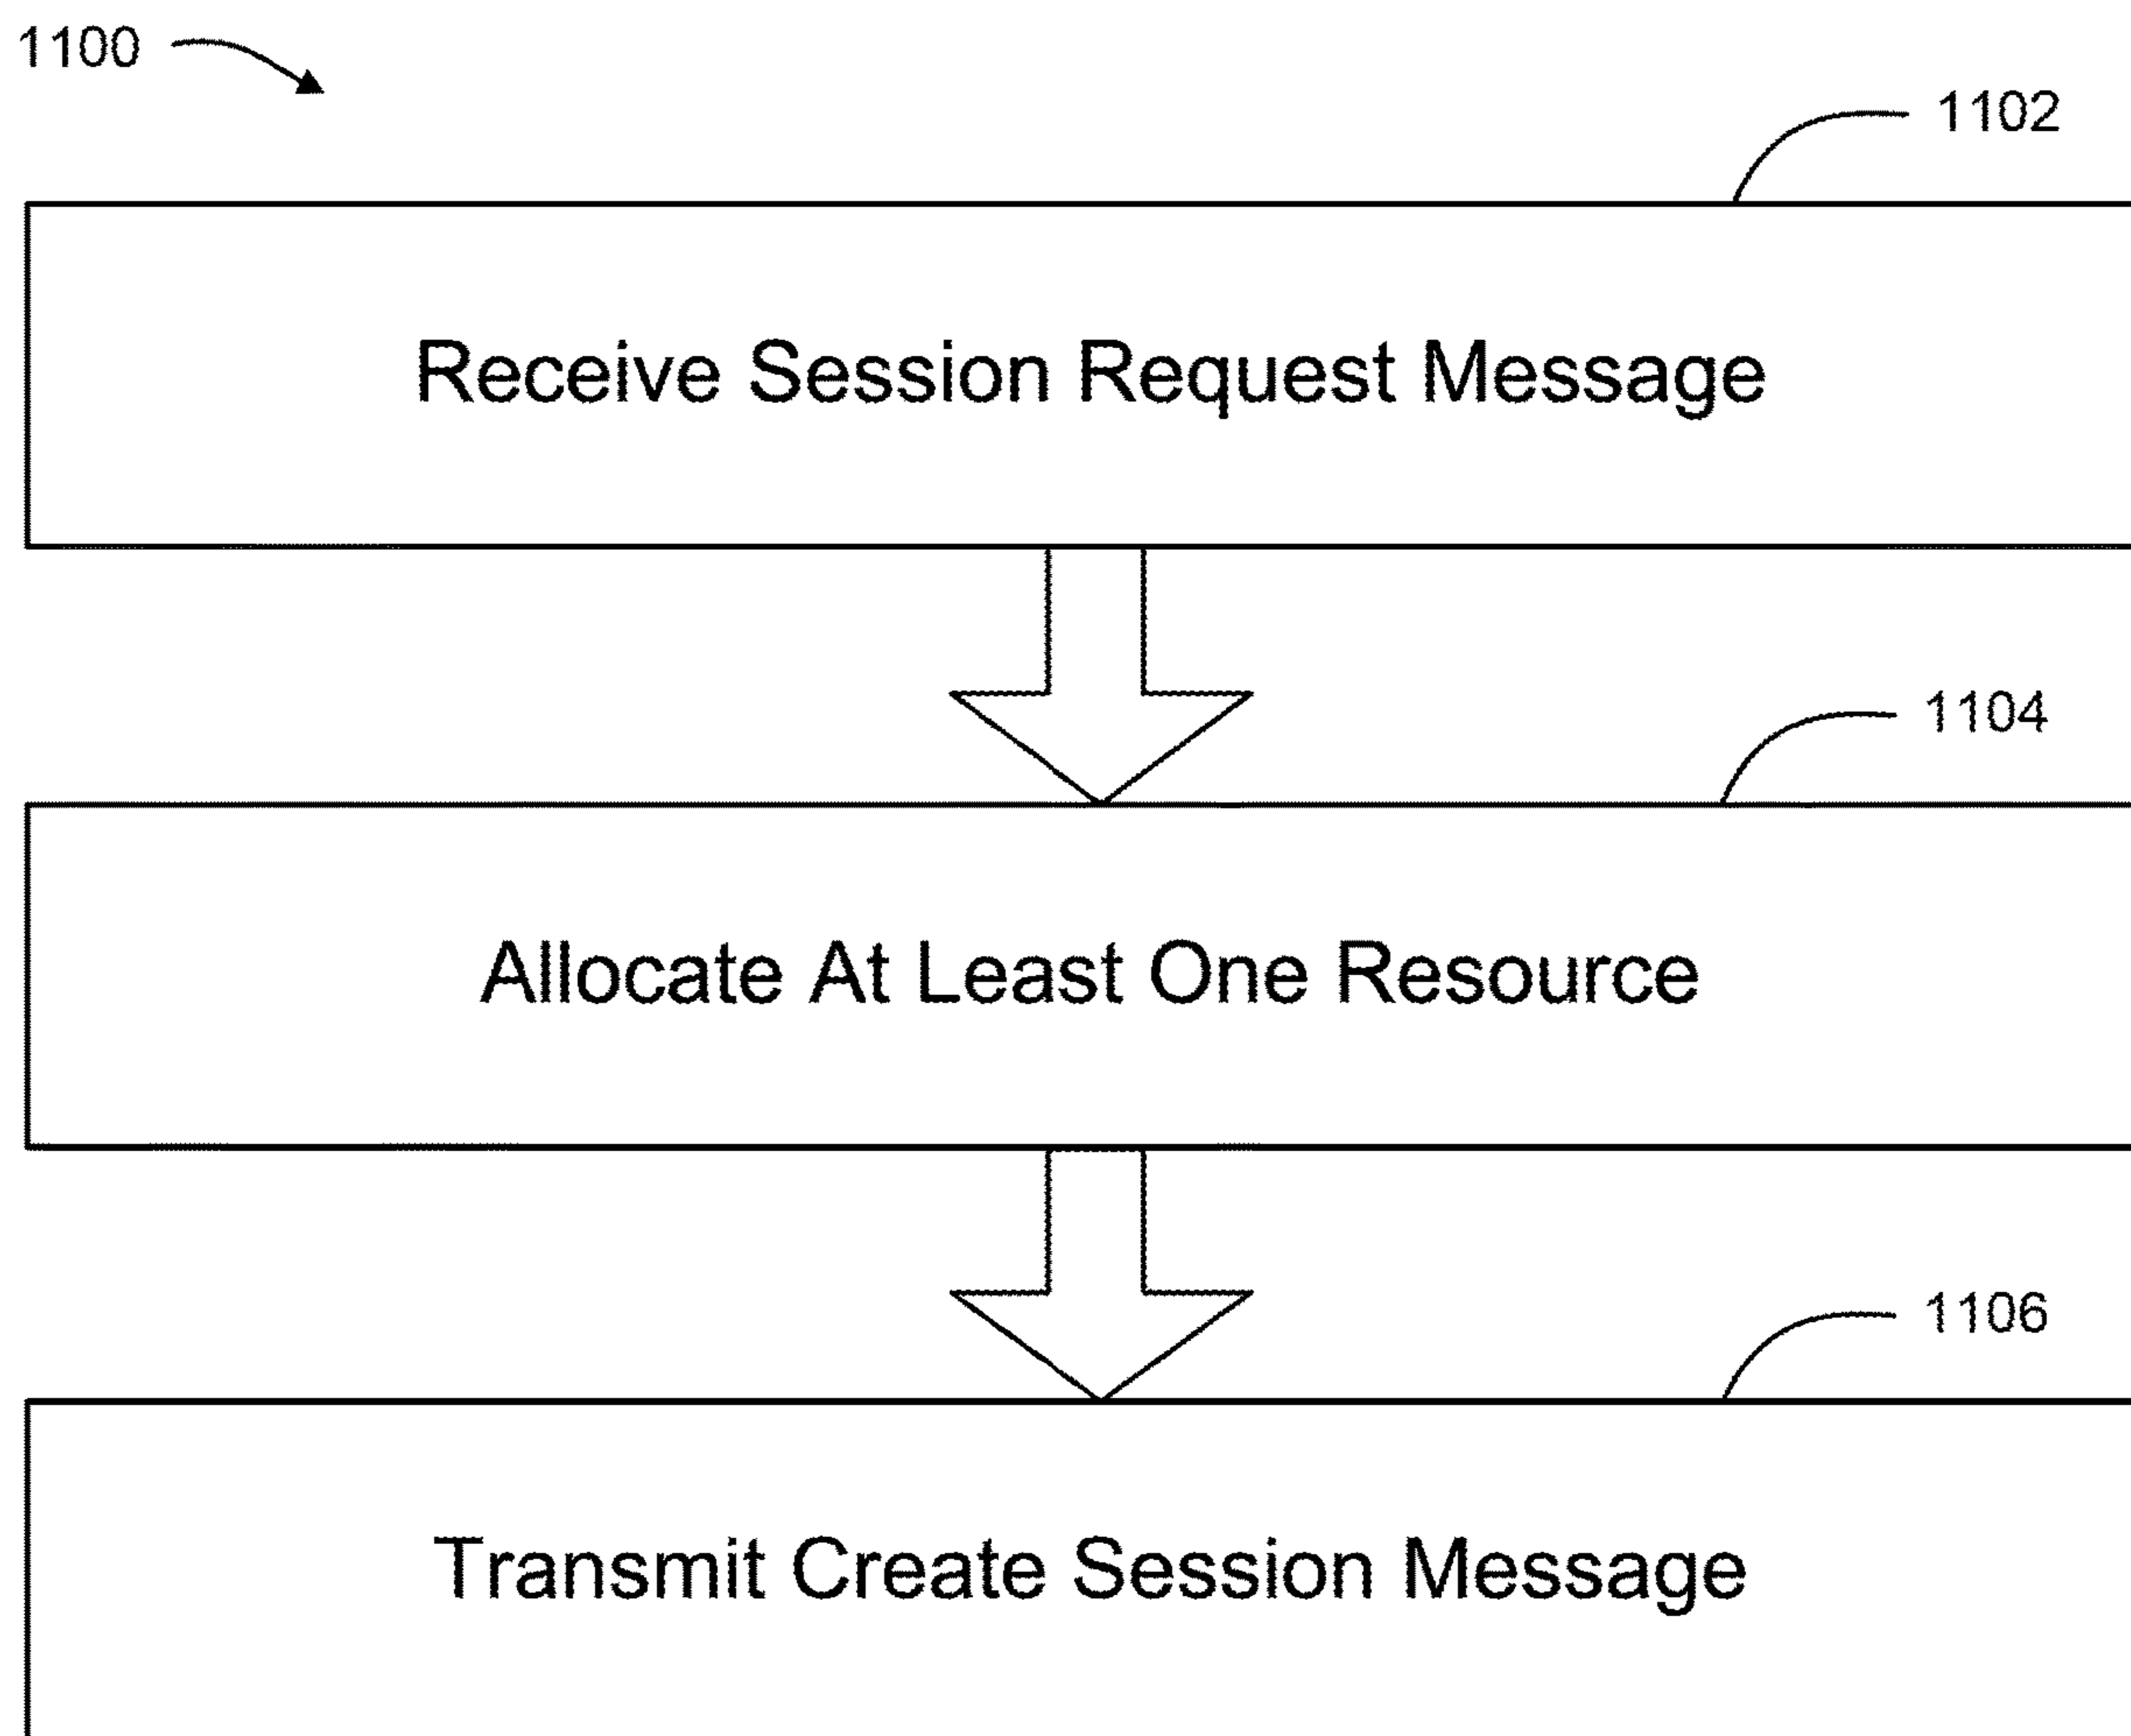 1100
1102
Receive Session Request Message
1104
Allocate At Least One Resource
1106
Transmit Create Session Message